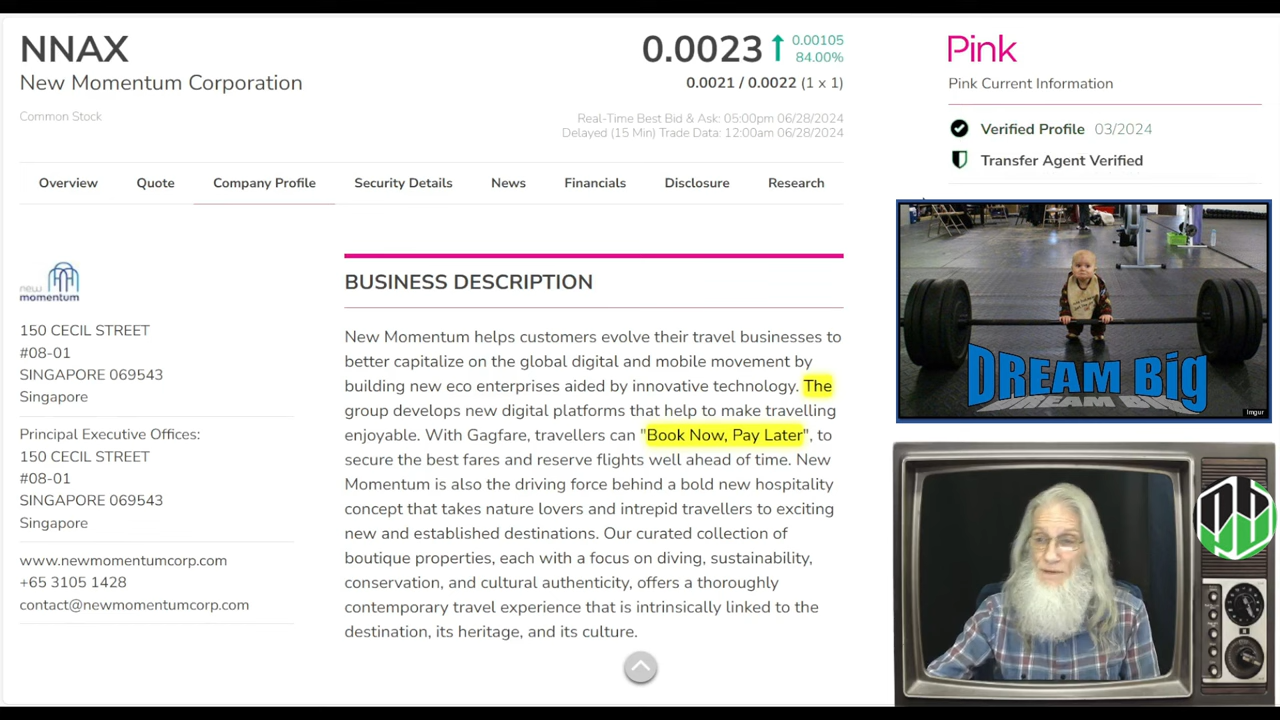 NNAX
New Momentum Corporation
Common Stock
0.0023
0.00105
84.00%
0.0021 / 0.0022 (1 x 1)
Real-Time Best Bid & Ask: 05:00pm 06/28/2024
Delayed (15 Min) Trade Data: 12:00am 06/28/2024
Pink
Pink Current Information
Verified Profile 03/2024
Transfer Agent Verified
Overview Quote Company Profile Security Details News Financials Disclosure Research
new
momentum
150 CECIL STREET
#08-01
SINGAPORE 069543
Singapore
Principal Executive Offices:
150 CECIL STREET
#08-01
SINGAPORE 069543
Singapore
www.newmomentumcorp.com
+65 3105 1428
contact@newmomentumcorp.com
BUSINESS DESCRIPTION
New Momentum helps customers evolve their travel businesses to
better capitalize on the global digital and mobile movement by
building new eco enterprises aided by innovative technology. The
group develops new digital platforms that help to make travelling
enjoyable. With Gagfare, travellers can "Book Now, Pay Later", to
secure the best fares and reserve flights well ahead of time. New
Momentum is also the driving force behind a bold new hospitality
concept that takes nature lovers and intrepid travellers to exciting
new and established destinations. Our curated collection of
boutique properties, each with a focus on diving, sustainability,
conservation, and cultural authenticity, offers a thoroughly
contemporary travel experience that is intrinsically linked to the
destination, its heritage, and its culture.
DREAM Big
Imgur